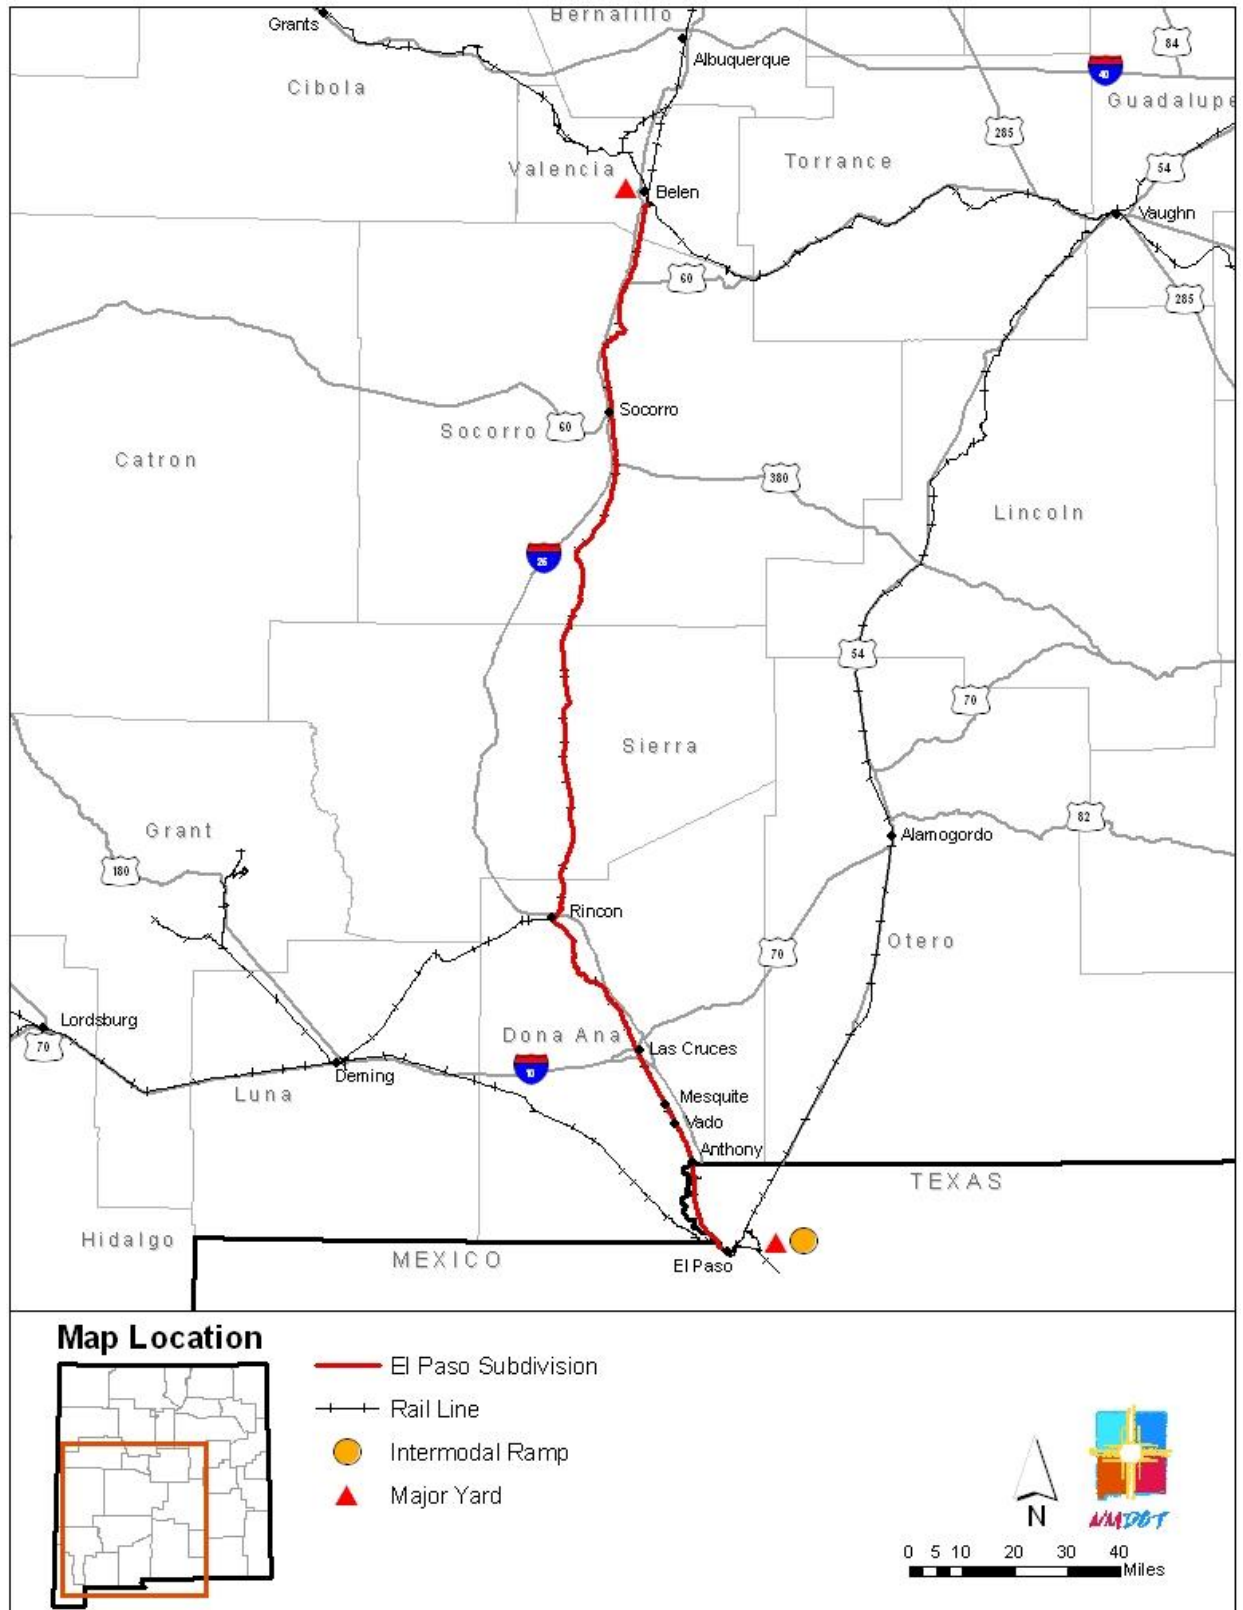 Bernalillo
Grants
84
Albuquerque
40
Cibola
Guadalupe
285
Torrance
54
Valencia
Belen
Vaughn
60
285
Socorro
Socorro
60
Catron
380
Lincoln
25
54
70
Sierra
82
Grant
Alamogordo
180
Rincon
Otero
70
Lordsburg
70
Dona Ana
Las Cruces
10
Deming
Luna
Mesquite
Vado
Anthony
TEXAS
Hidalgo
MEXICO
El Paso
Map Location
El Paso Subdivision
Rail Line
Intermodal Ramp
Major Yard
N
NMDOT
0 5 10 20 30 40
Miles